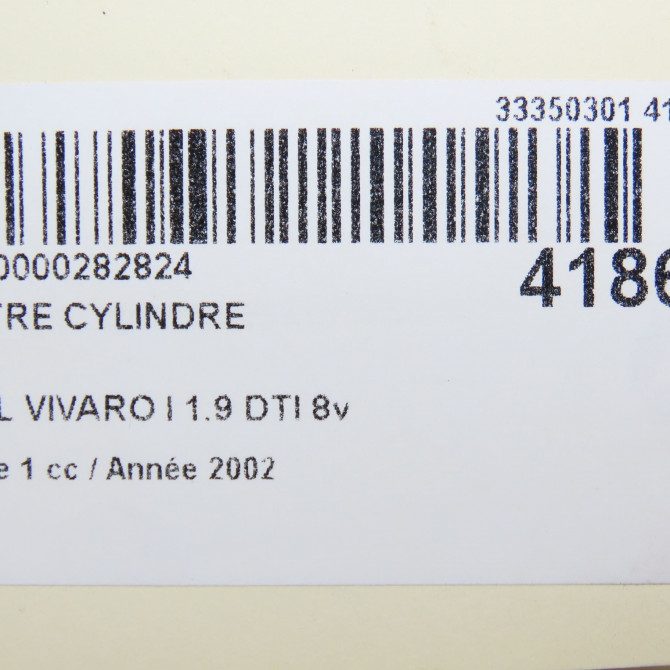 33350301 41
0000282824
4186
TRE CYLINDRE
L VIVARO I 1.9 DTI 8v
e 1 cc / Année 2002